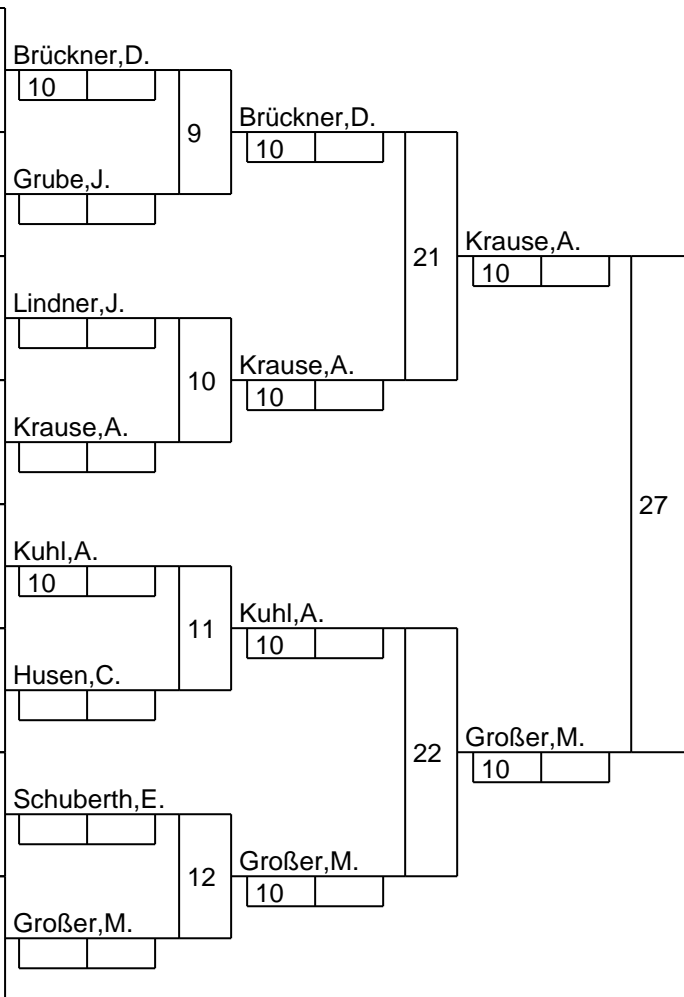 Brückner,D.
10
9
Brückner,D.
10
Grube,J.
21
Krause,A.
10
Lindner,J.
10
Krause,A.
10
Krause,A.
27
Kuhl,A.
10
11
Kuhl,A.
10
Husen,C.
22
Großer,M.
10
Schuberth,E.
12
Großer,M.
10
Großer,M.